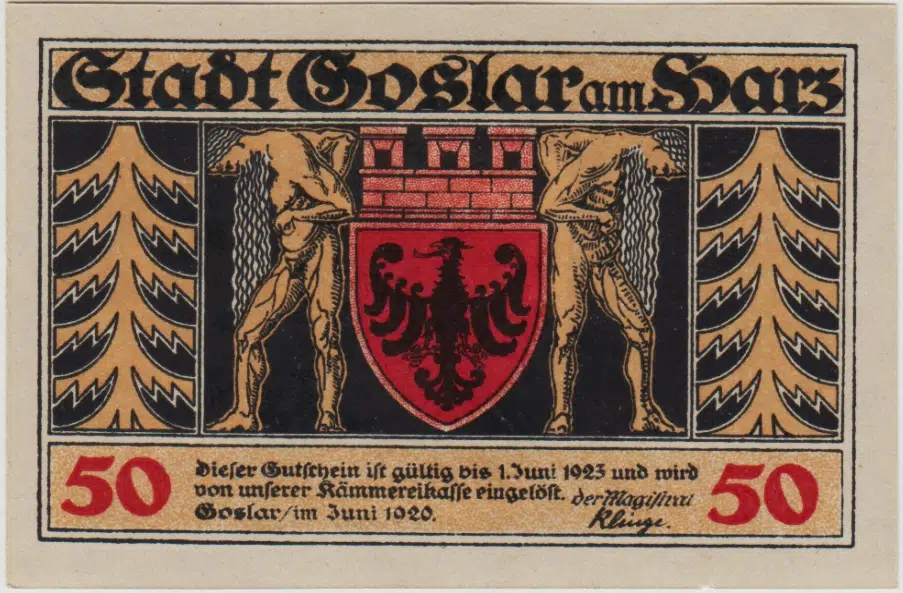 Stadt Goslar am Harz
50
Dieser Gutschein ist gültig bis 1. Juni 1923 und wird
von unserer Kämmereikasse eingelöst. der Magistrat
Goslar/im Juni 1920. Klinge.
50